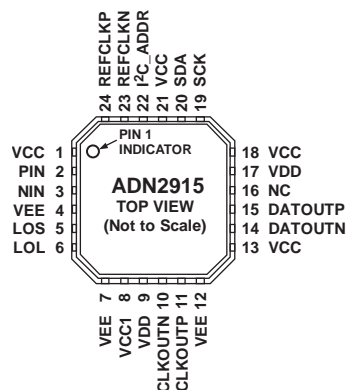 24 REFCLKP
23 REFCLKN
22 I²C_ADDR
21 VCC
20 SDA
19 SCK
PIN 1
INDICATOR
VCC 1
PIN 2
NIN 3
VEE 4
LOS 5
LOL 6
ADN2915
TOP VIEW
(Not to Scale)
18 VCC
17 VDD
16 NC
15 DATOUTP
14 DATOUTN
13 VCC
VEE 7
VCC1 8
VDD 9
CLKOUTN 10
CLKOUTP 11
VEE 12